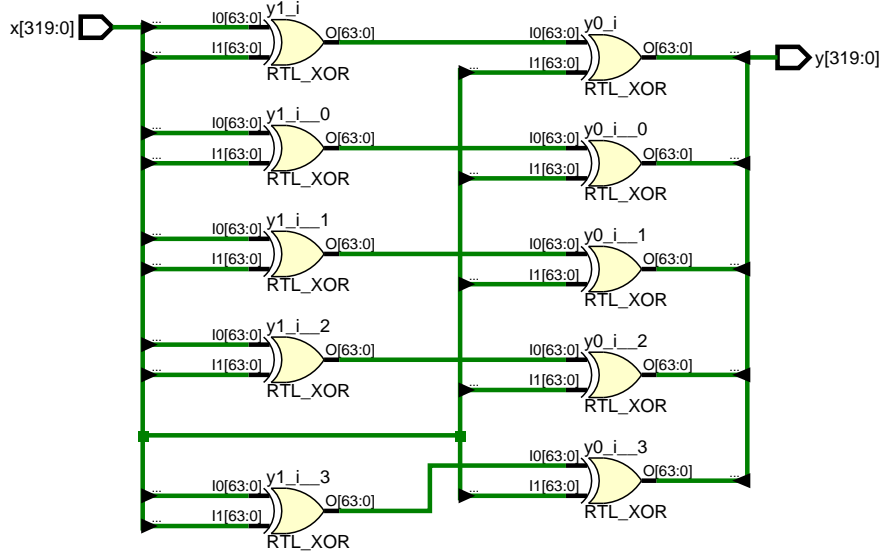 x[319:0]
y[319:0]
I0[63:0]
I1[63:0]
y1_i
O[63:0]
RTL_XOR
I0[63:0]
I1[63:0]
y0_i
O[63:0]
RTL_XOR
...
...
...
...
I0[63:0]
I1[63:0]
y1_i__0
O[63:0]
RTL_XOR
I0[63:0]
I1[63:0]
y0_i__0
O[63:0]
RTL_XOR
...
...
...
...
I0[63:0]
I1[63:0]
y1_i__1
O[63:0]
RTL_XOR
I0[63:0]
I1[63:0]
y0_i__1
O[63:0]
RTL_XOR
...
...
...
...
I0[63:0]
I1[63:0]
y1_i__2
O[63:0]
RTL_XOR
I0[63:0]
I1[63:0]
y0_i__2
O[63:0]
RTL_XOR
...
...
...
...
I0[63:0]
I1[63:0]
y1_i__3
O[63:0]
RTL_XOR
I0[63:0]
I1[63:0]
y0_i__3
O[63:0]
RTL_XOR
...
...
...
...